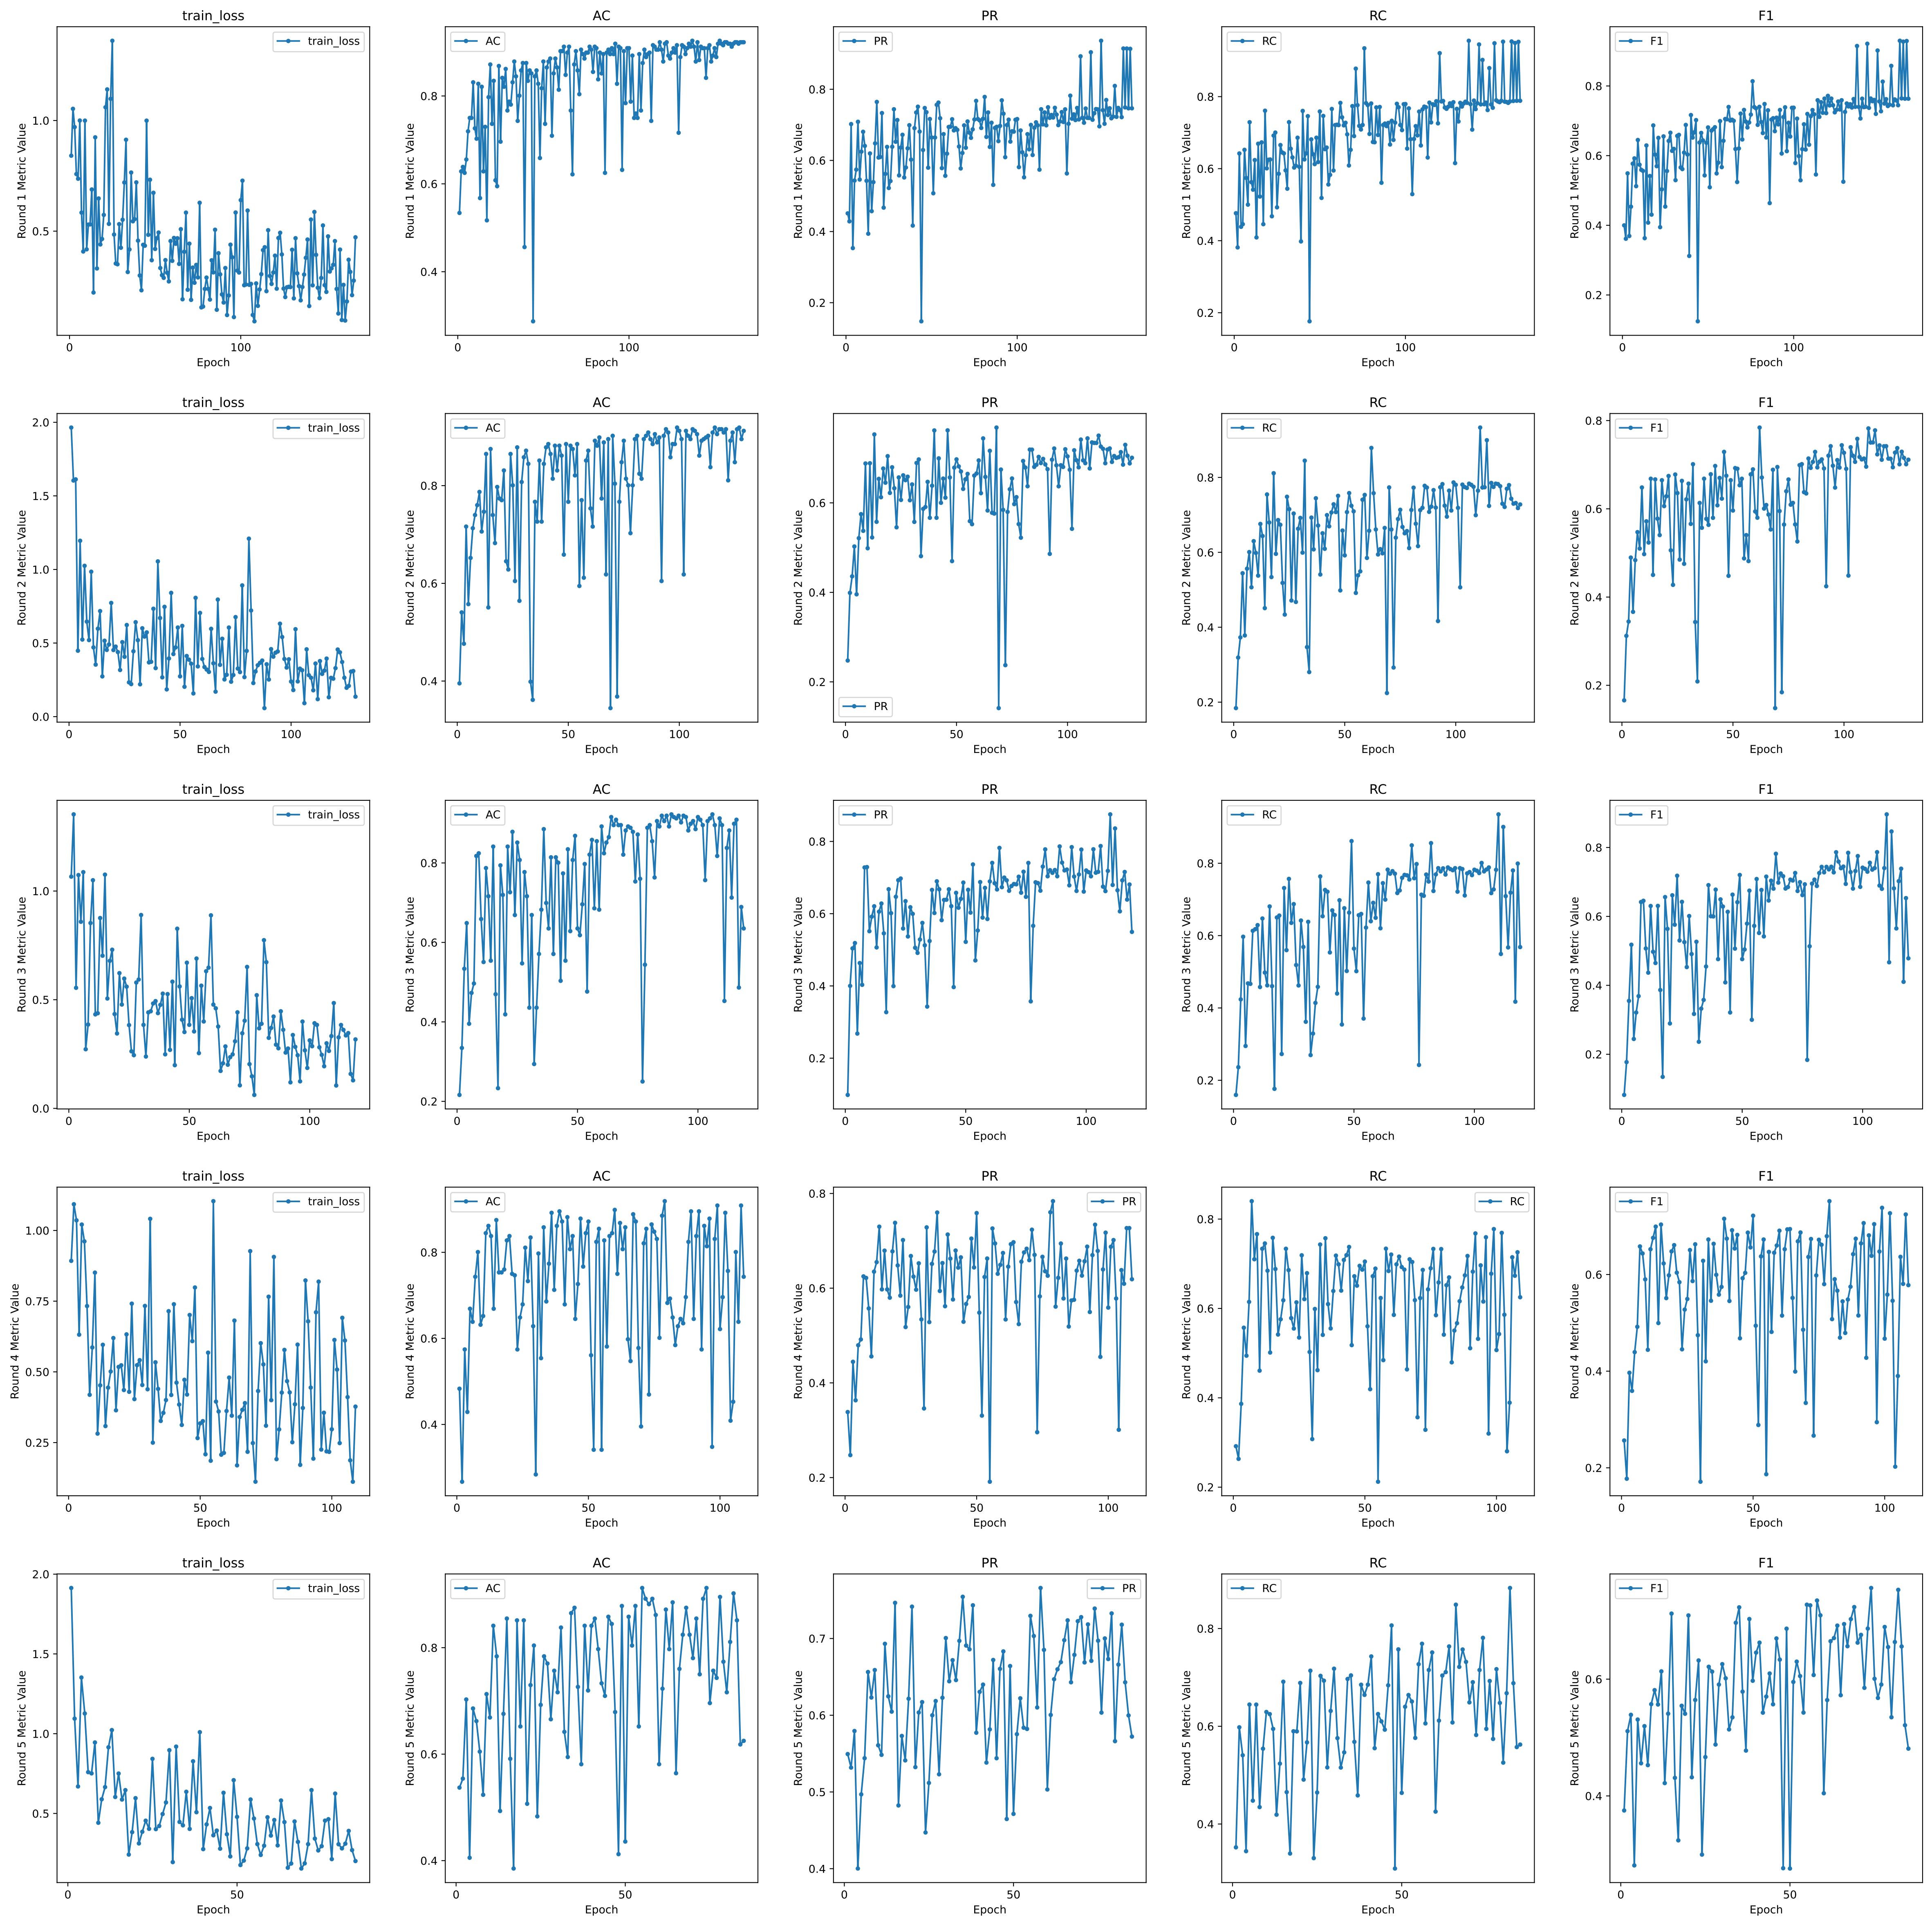 train_loss AC PR RC F1
Round 1 Metric Value
1.0
0.5
0 100
Epoch
train_loss
Round 1 Metric Value
0.8
0.6
0.4
0 100
Epoch
AC
Round 1 Metric Value
0.8
0.6
0.4
0.2
0 100
Epoch
PR
Round 1 Metric Value
0.8
0.6
0.4
0.2
0 100
Epoch
RC
Round 1 Metric Value
0.8
0.6
0.4
0.2
0 100
Epoch
F1
train_loss AC PR RC F1
Round 2 Metric Value
2.0
1.5
1.0
0.5
0.0
0 50 100
Epoch
train_loss
Round 2 Metric Value
0.8
0.6
0.4
0 50 100
Epoch
AC
Round 2 Metric Value
0.6
0.4
0.2
0 50 100
Epoch
PR
Round 2 Metric Value
0.8
0.6
0.4
0.2
0 50 100
Epoch
RC
Round 2 Metric Value
0.8
0.6
0.4
0.2
0 50 100
Epoch
F1
train_loss AC PR RC F1
Round 3 Metric Value
1.0
0.5
0.0
0 50 100
Epoch
train_loss
Round 3 Metric Value
0.8
0.6
0.4
0.2
0 50 100
Epoch
AC
Round 3 Metric Value
0.8
0.6
0.4
0.2
0 50 100
Epoch
PR
Round 3 Metric Value
0.8
0.6
0.4
0.2
0 50 100
Epoch
RC
Round 3 Metric Value
0.8
0.6
0.4
0.2
0 50 100
Epoch
F1
train_loss AC PR RC F1
Round 4 Metric Value
1.00
0.75
0.50
0.25
0 50 100
Epoch
train_loss
Round 4 Metric Value
0.8
0.6
0.4
0 50 100
Epoch
AC
Round 4 Metric Value
0.8
0.6
0.4
0.2
0 50 100
Epoch
PR
Round 4 Metric Value
0.8
0.6
0.4
0.2
0 50 100
Epoch
RC
Round 4 Metric Value
0.6
0.4
0.2
0 50 100
Epoch
F1
train_loss AC PR RC F1
Round 5 Metric Value
2.0
1.5
1.0
0.5
0 50
Epoch
train_loss
Round 5 Metric Value
0.8
0.6
0.4
0 50
Epoch
AC
Round 5 Metric Value
0.7
0.6
0.5
0.4
0 50
Epoch
PR
Round 5 Metric Value
0.8
0.6
0.4
0 50
Epoch
RC
Round 5 Metric Value
0.6
0.4
0 50
Epoch
F1